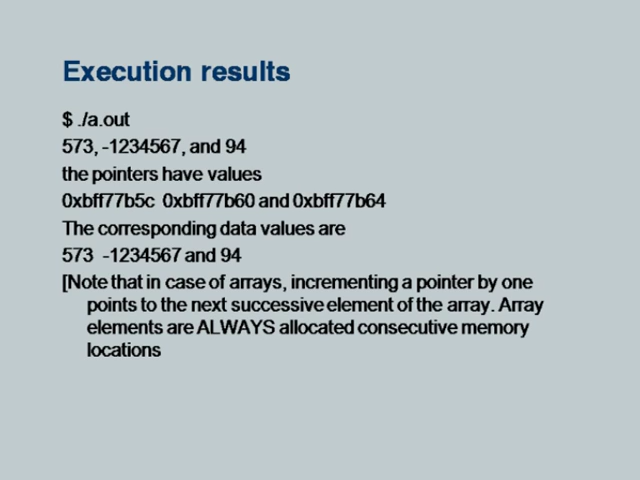 Execution results
$ ./a.out
573, -1234567, and 94
the pointers have values
0xbff77b5c 0xbff77b60 and 0xbff77b64
The corresponding data values are
573 -1234567 and 94
[Note that in case of arrays, incrementing a pointer by one
points to the next successive element of the array. Array
elements are ALWAYS allocated consecutive memory
locations